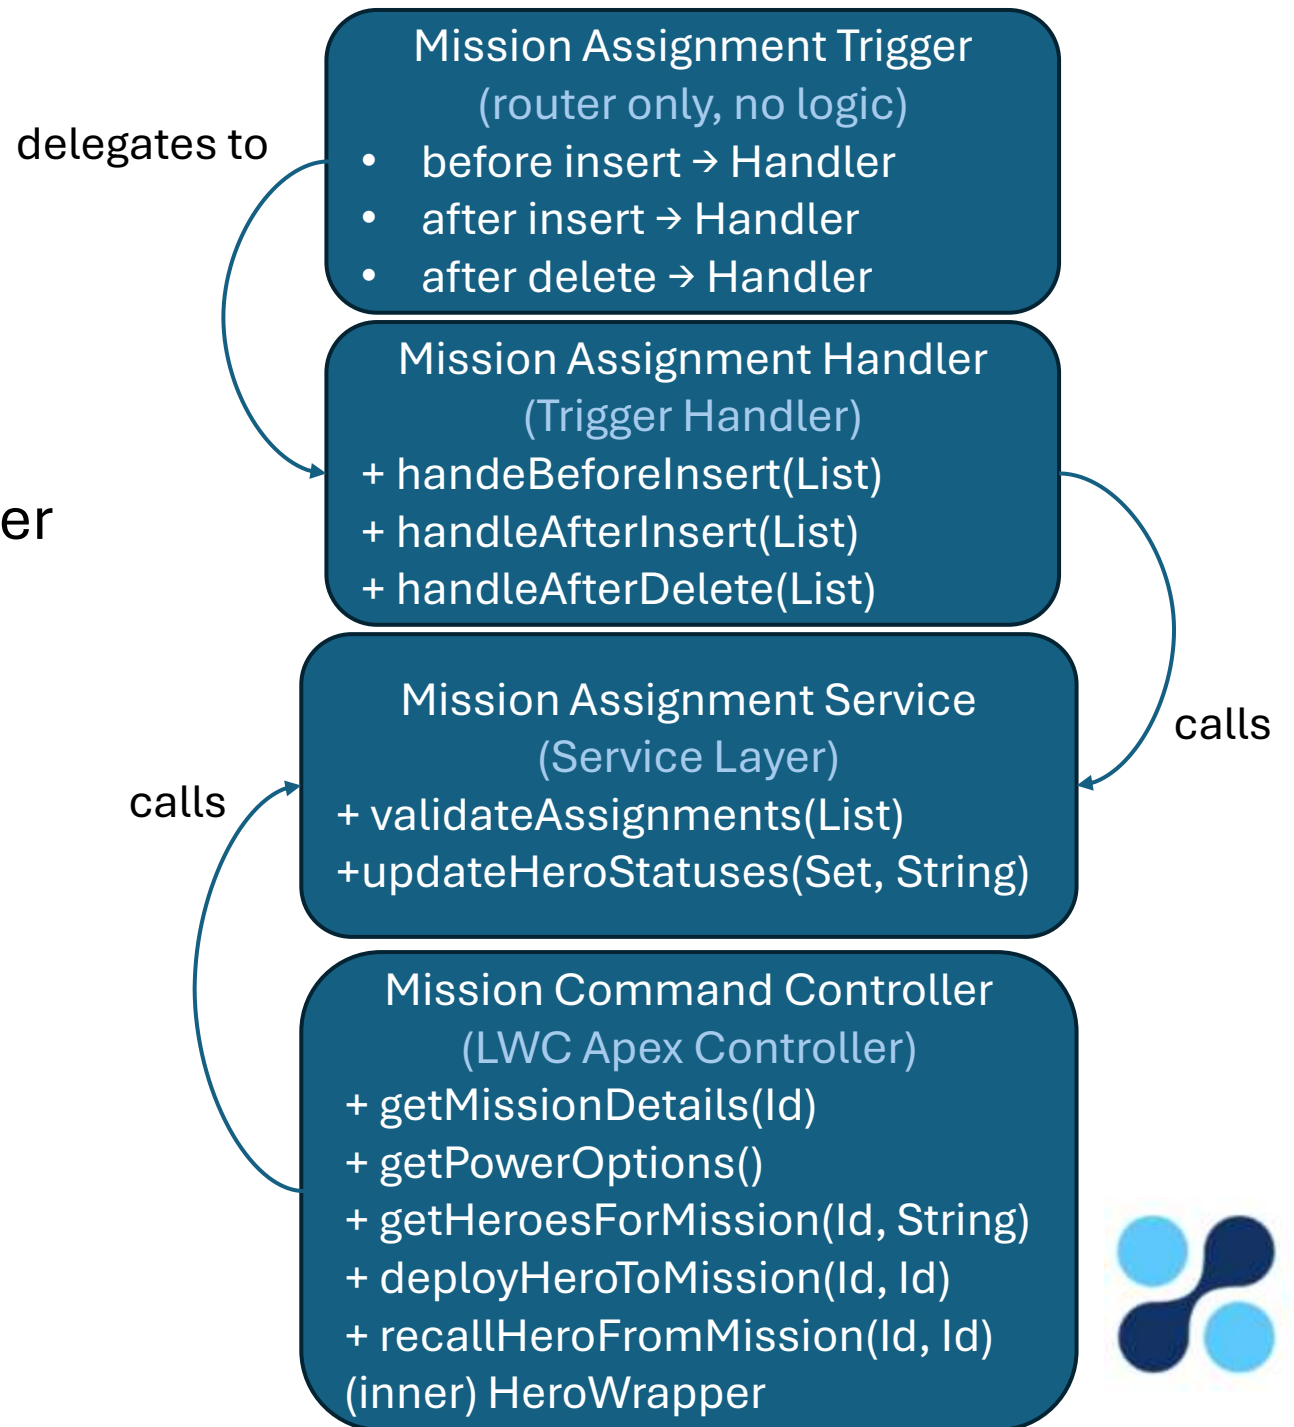 Mission Assignment Trigger
(router only, no logic)
delegates to
• before insert → Handler
• after insert → Handler
• after delete → Handler
Mission Assignment Handler
(Trigger Handler)
+ handeBeforeInsert(List)
er
+ handleAfterInsert(List)
+ handleAfterDelete(List)
Mission Assignment Service
calls
(Service Layer)
calls
+ validateAssignments(List)
+updateHeroStatuses(Set, String)
Mission Command Controller
(LWC Apex Controller)
+ getMissionDetails(Id)
+ getPowerOptions()
+ getHeroesForMission(Id, String)
+ deployHeroToMission(Id, Id)
+ recallHeroFromMission(Id, Id)
(inner) HeroWrapper